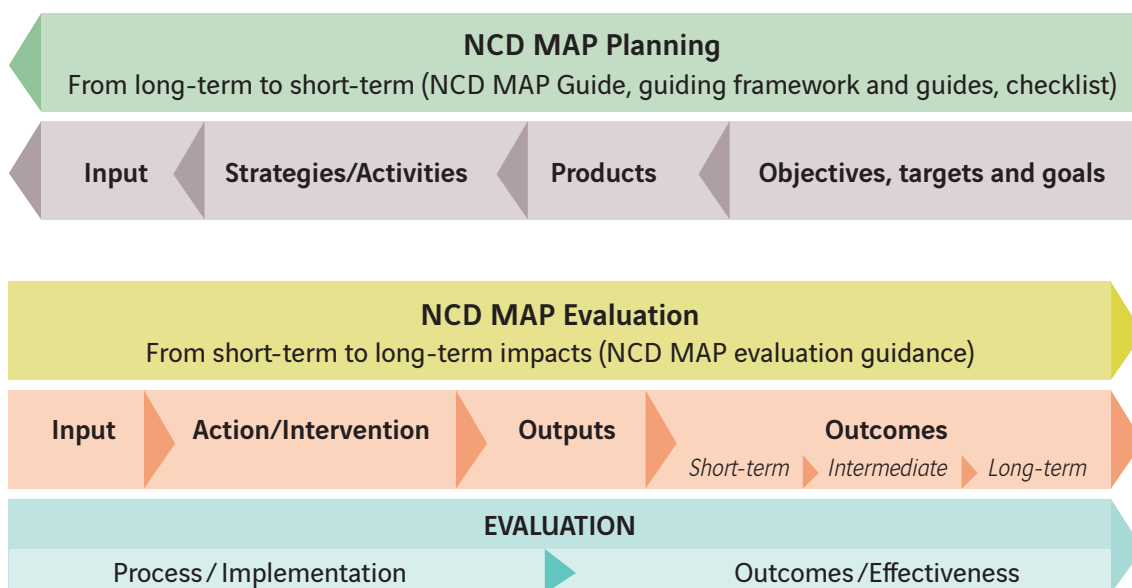 NCD MAP Planning
From long-term to short-term (NCD MAP Guide, guiding framework and guides, checklist)
Input Strategies/Activities Products Objectives, targets and goals
NCD MAP Evaluation
From short-term to long-term impacts (NCD MAP evaluation guidance)
Input Action/Intervention Outputs Outcomes
Short-term Intermediate Long-term
EVALUATION
Process / Implementation Outcomes /Effectiveness